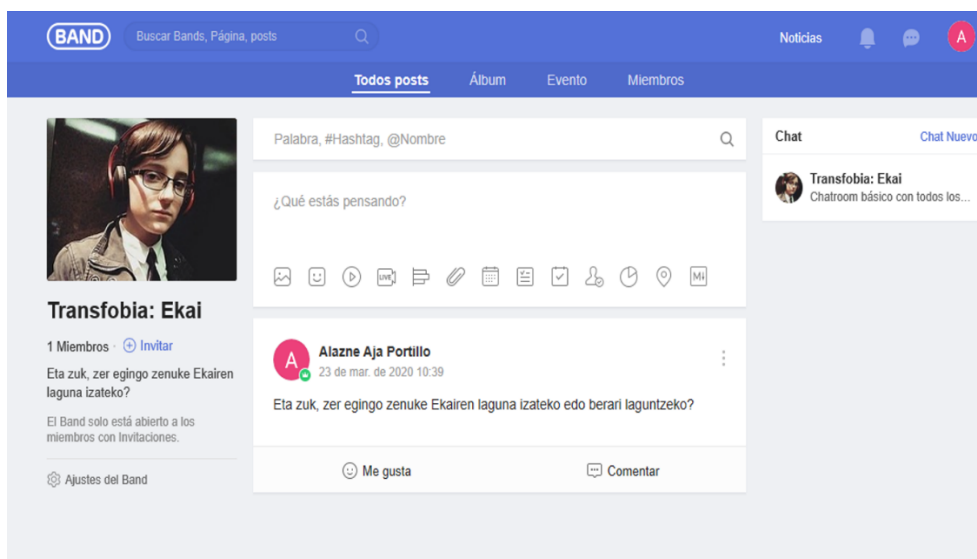 BAND
Buscar Bands, Página, posts
Noticias
A
Todos posts
Álbum
Evento
Miembros
Transfobia: Ekai
1 Miembros · Invitar
Eta zuk, zer egingo zenuke Ekairen
laguna izateko?
El Band solo está abierto a los
miembros con Invitaciones.
Ajustes del Band
Palabra, #Hashtag, @Nombre
¿Qué estás pensando?
LIVE
M
A
Alazne Aja Portillo
23 de mar. de 2020 10:39
Eta zuk, zer egingo zenuke Ekairen laguna izateko edo berari laguntzeko?
Me gusta
Comentar
Chat
Chat Nuevo
Transfobia: Ekai
Chatroom básico con todos los...